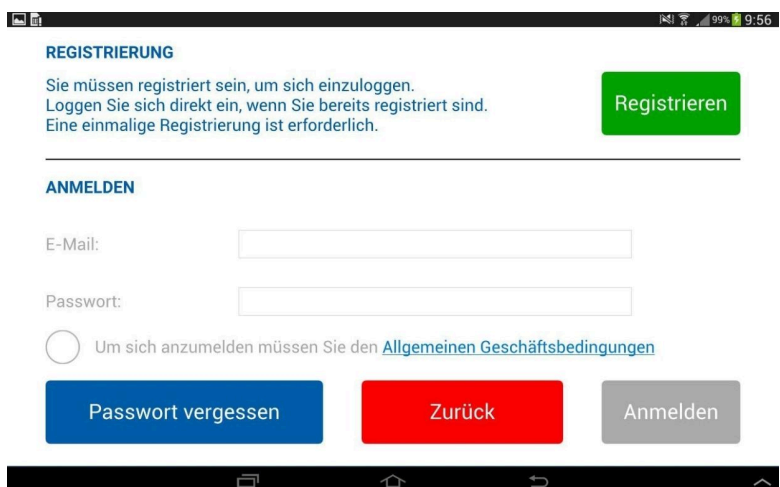 99% 9:56
REGISTRIERUNG
Sie müssen registriert sein, um sich einzuloggen.
Loggen Sie sich direkt ein, wenn Sie bereits registriert sind.
Eine einmalige Registrierung ist erforderlich.
Registrieren
ANMELDEN
E-Mail:
Passwort:
Um sich anzumelden müssen Sie den Allgemeinen Geschäftsbedingungen
Passwort vergessen
Zurück
Anmelden